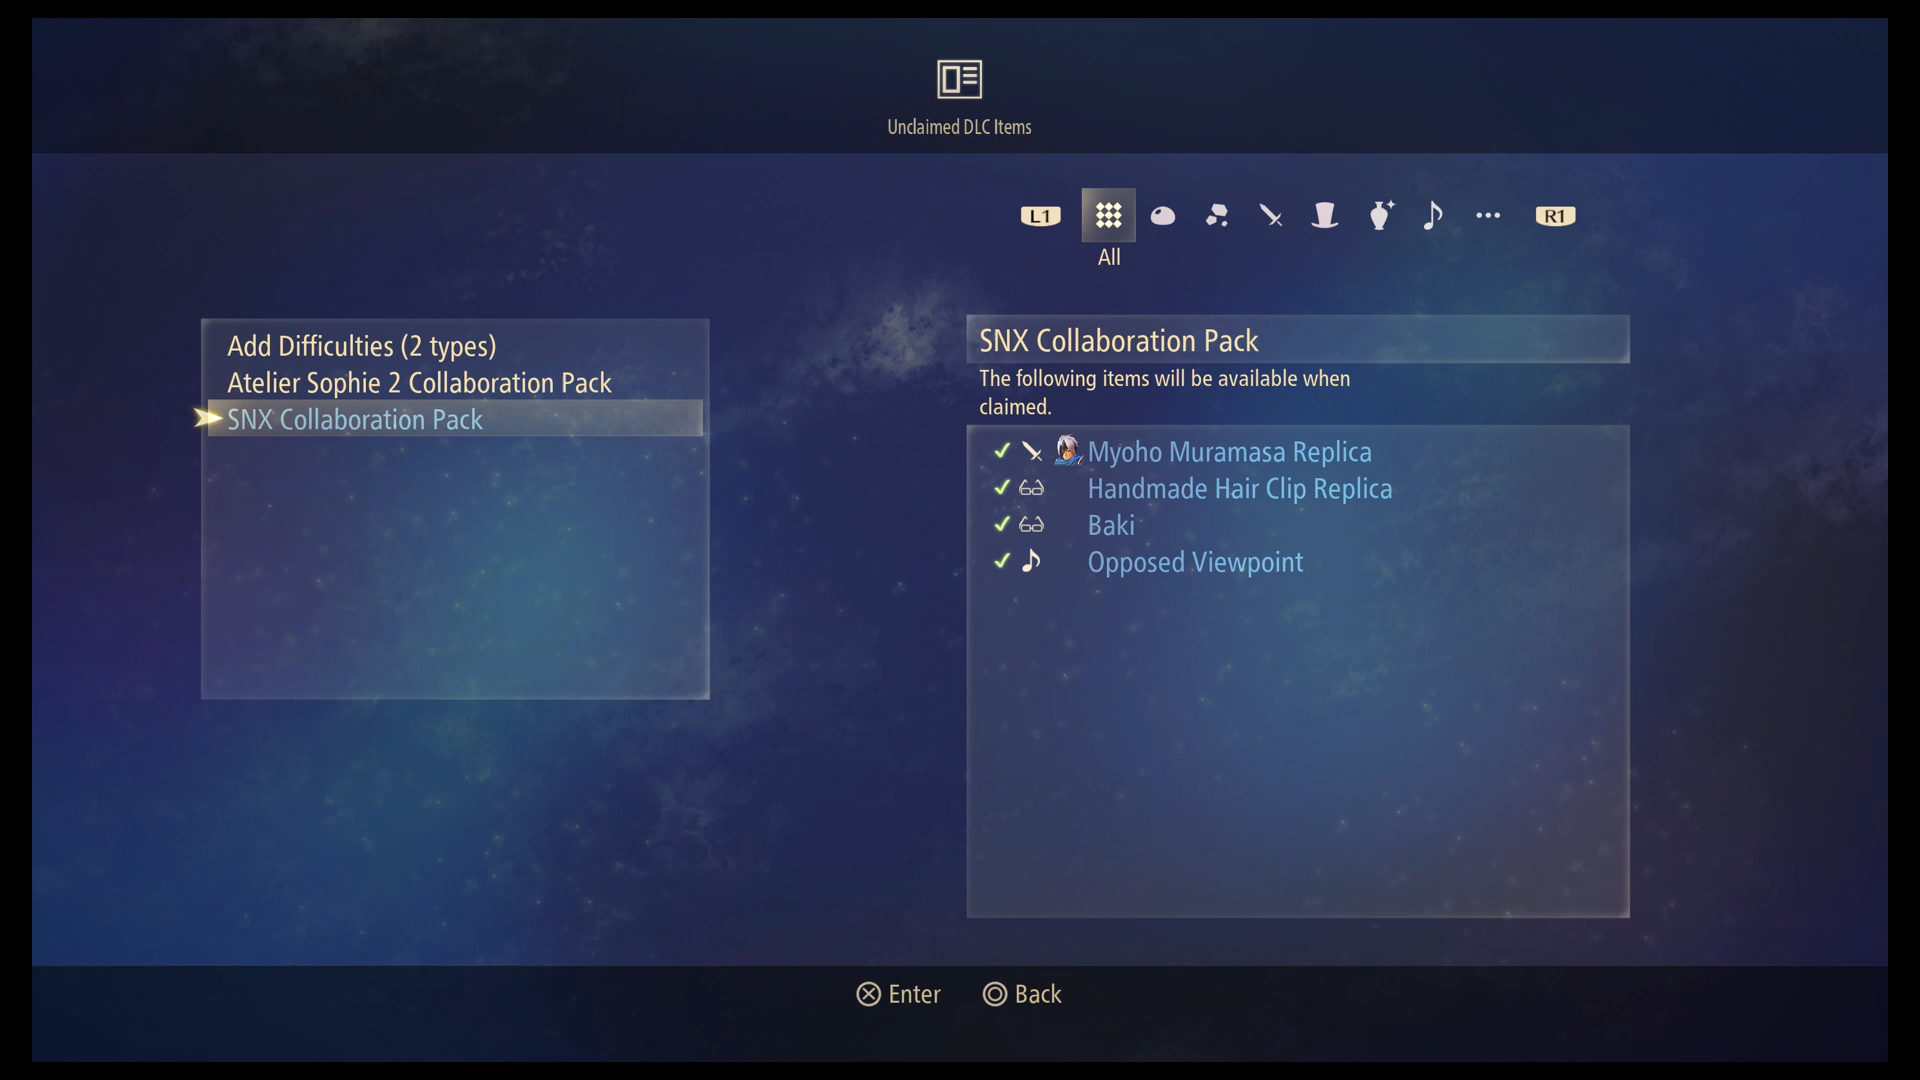 Unclaimed DLC Items
L1
R1
All
Add Difficulties (2 types)
Atelier Sophie 2 Collaboration Pack
SNX Collaboration Pack
SNX Collaboration Pack
The following items will be available when
claimed.
Myoho Muramasa Replica
Handmade Hair Clip Replica
Baki
Opposed Viewpoint
Enter
Back